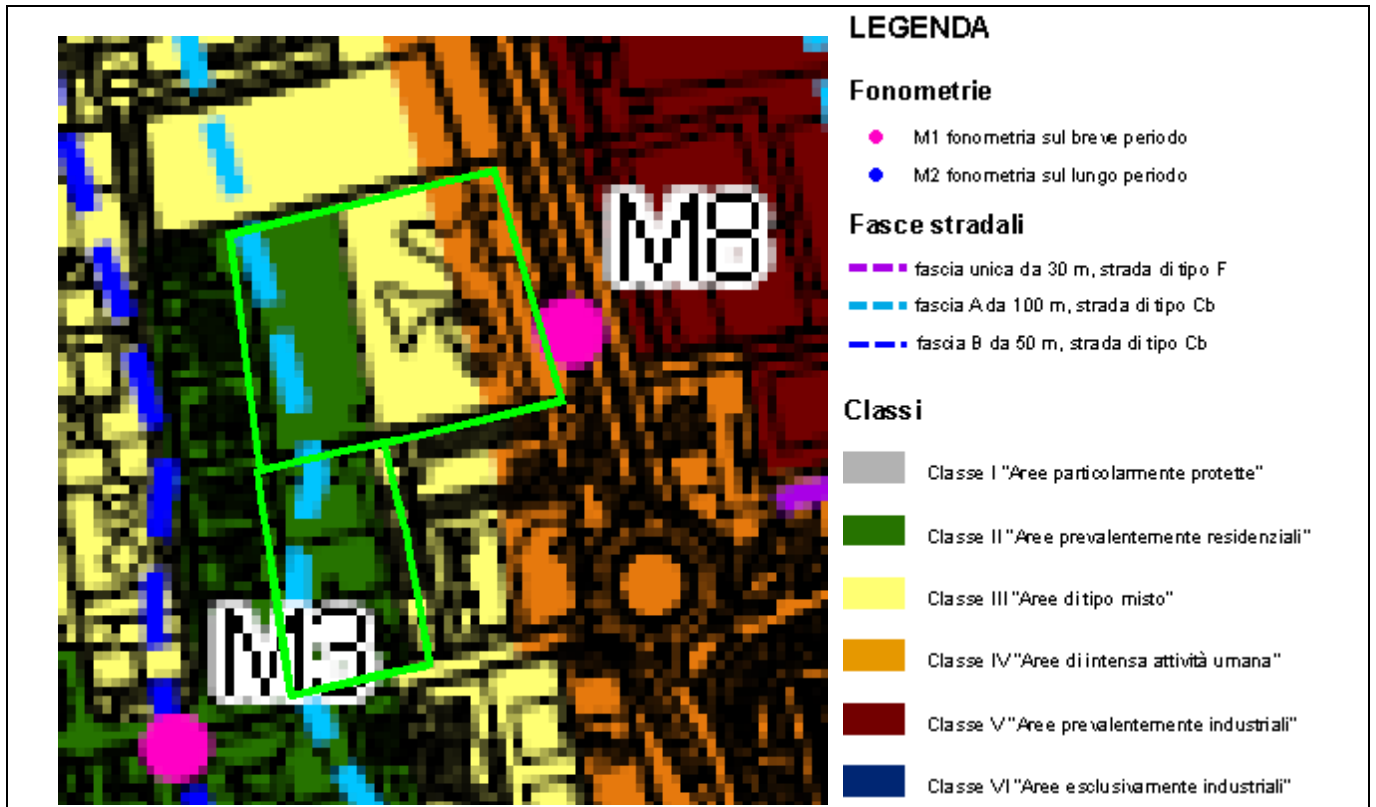 M8
M3
LEGENDA
Fonometrie
M1 fonometria sul breve periodo
M2 fonometria sul lungo periodo
Fasce stradali
fascia unica da 30 m, strada di tipo F
fascia A da 100 m, strada di tipo Cb
fascia B da 50 m, strada di tipo Cb
Classi
Classe I "Aree particolarmente protette"
Classe II "Aree prevalentemente residenziali"
Classe III "Aree di tipo misto"
Classe IV "Aree di intensa attività umana"
Classe V "Aree prevalentemente industriali"
Classe VI "Aree esclusivamente industriali"